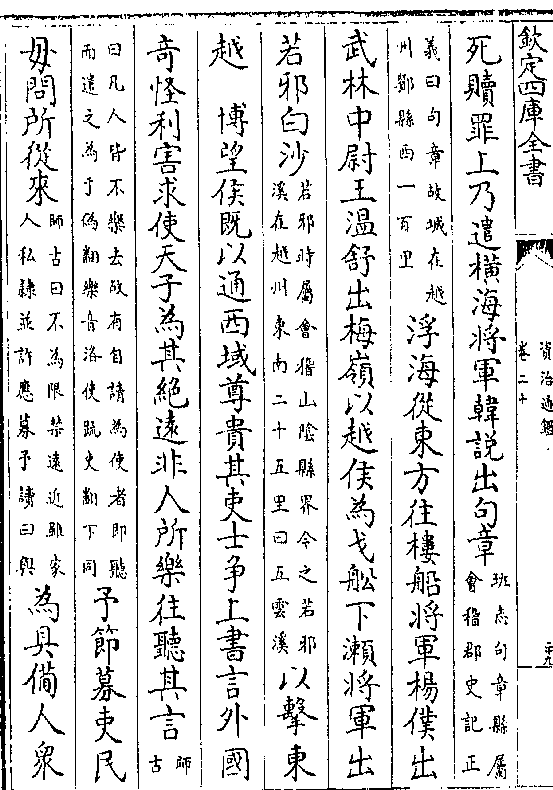 欽定四庫全書
資治通鑑
卷二十
死贖罪上乃遣橫海將軍韓説出句章班志句章縣屬會稽郡史記正
義曰句章故城在越州鄮縣西一百里浮海從東方往樓船將軍楊僕出
武林中尉王温舒出梅嶺以越侯為戈船下瀨將軍出
若邪白沙若邪時屬會稽山陰縣界今之若邪溪在越州東南二十五里曰五雲溪以擊東
越 博望侯既以通西域尊貴其吏士争上書言外國
奇怪利害求使天子為其絶遠非人所樂往聽其言師古
曰凡人皆不樂去故有自請為使者即聽而遣之為于偽翻樂音洛使疏吏翻下同予節募吏民
毋問所從來師古曰不為限禁遠近雖家人私隸並許應募予讀曰與為具備人衆